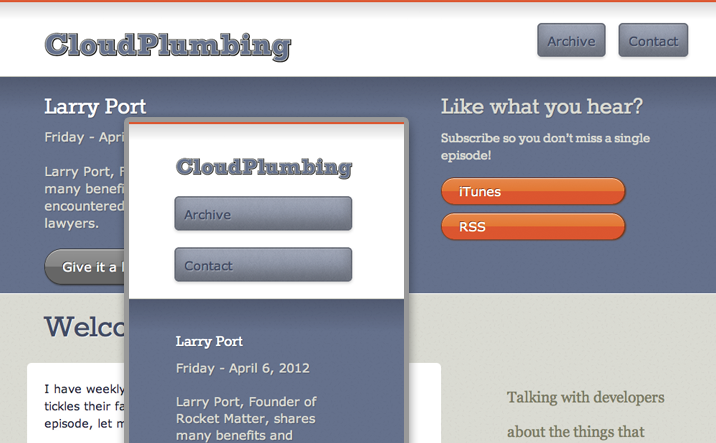 CloudPlumbing
Archive
Contact
Larry Port
Friday - Apri
Larry Port, F
many benefi
encountered
lawyers.
Give it a
Like what you hear?
Subscribe so you don't miss a single
episode!
iTunes
RSS
CloudPlumbing
Archive
Contact
Larry Port
Friday - April 6, 2012
Larry Port, Founder of
Rocket Matter, shares
many benefits and
Welco
I have weekly
tickles their fa
episode, let m
Talking with developers
about the things that